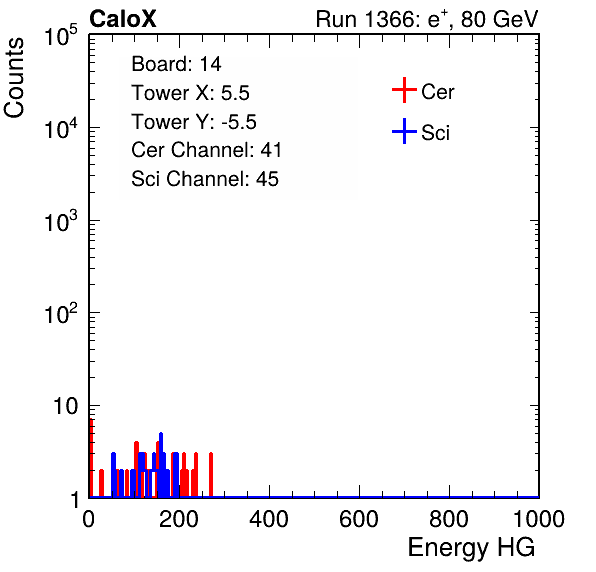 CaloX Run 1366: e⁺, 80 GeV
Counts
Board: 14
Tower X: 5.5
Tower Y: -5.5
Cer Channel: 41
Sci Channel: 45
Cer
Sci
10⁵
10⁴
10³
10²
10
1
0 200 400 600 800 1000
Energy HG